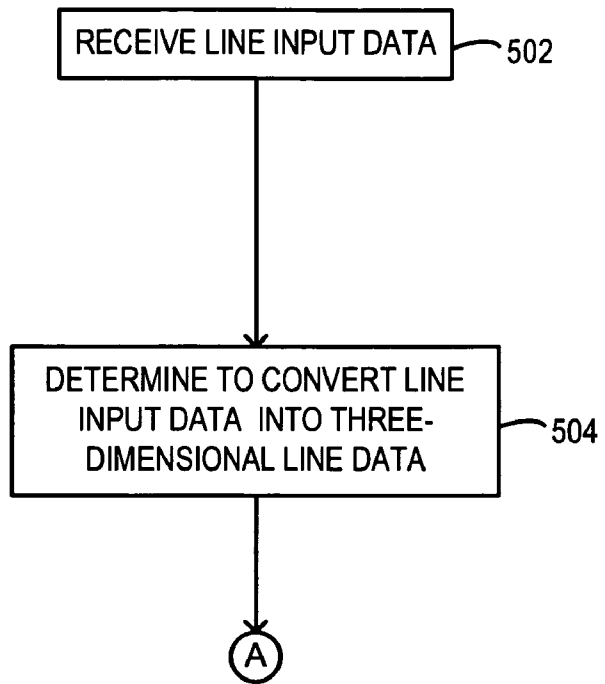 RECEIVE LINE INPUT DATA
502
DETERMINE TO CONVERT LINE
INPUT DATA INTO THREE-
DIMENSIONAL LINE DATA
504
A